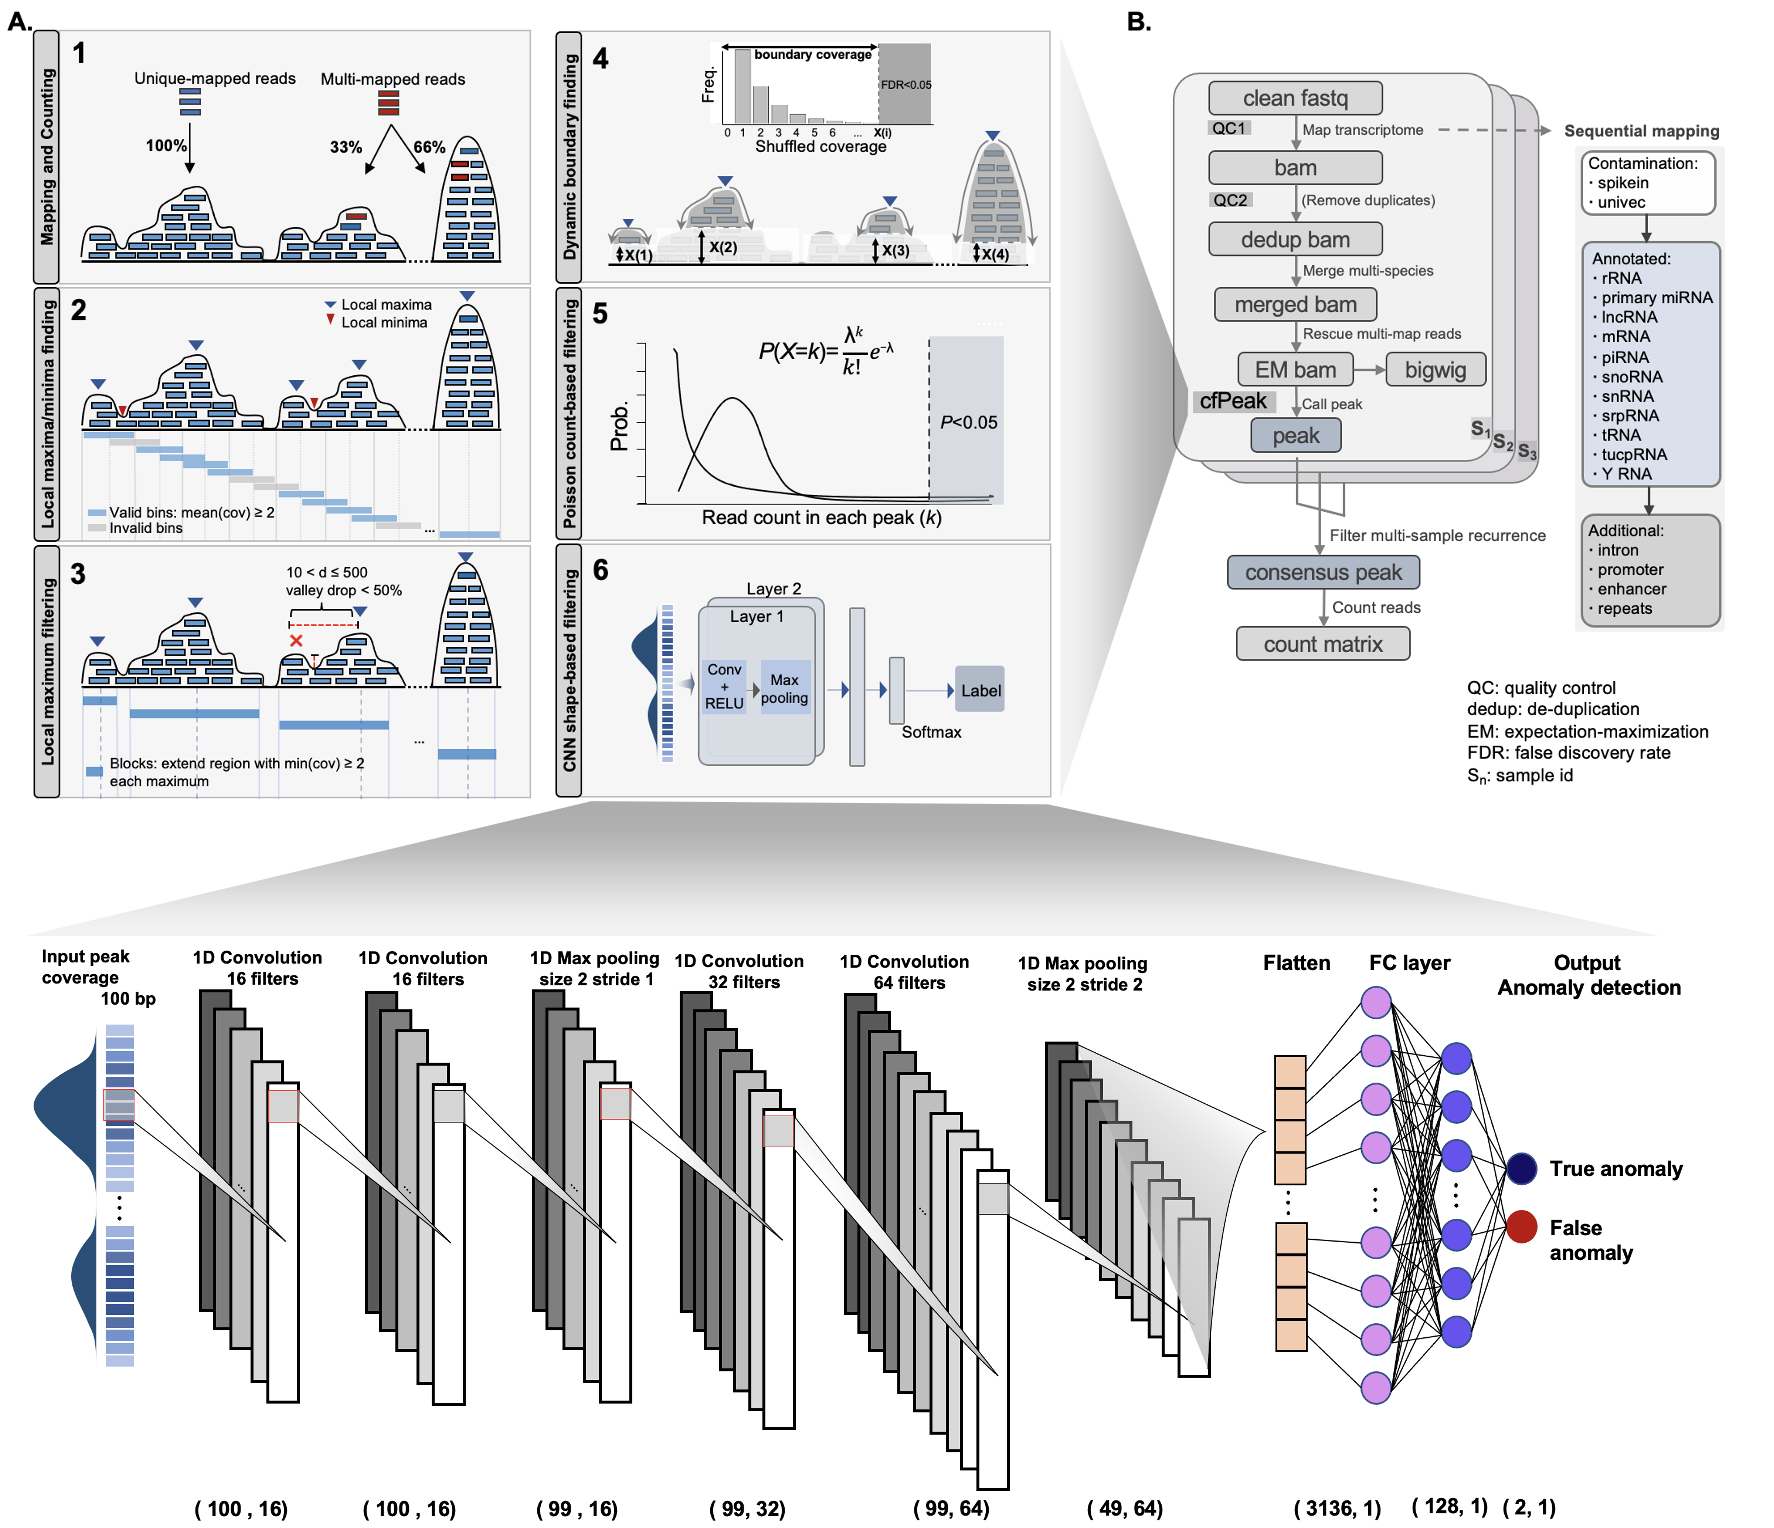 A.
Mapping and Counting
1
Unique-mapped reads
Multi-mapped reads
100%
33%
66%
Local maxima/minima finding
2
Local maxima
Local minima
Valid bins: mean(cov) ≥ 2
Invalid bins
...
Local maximum filtering
3
10 < d ≤ 500
valley drop < 50%
...
Blocks: extend region with min(cov) ≥ 2
each maximum
Dynamic boundary finding
4
boundary coverage
FDR<0.05
Freq.
0 1 2 3 4 5 6 ... X(i)
Shuffled coverage
X(1)
X(2)
X(3)
X(4)
Poisson count-based filtering
5
P(X=k)=λ^k/k! e^−λ
P<0.05
Prob.
Read count in each peak (k)
CNN shape-based filtering
6
Layer 2
Layer 1
Conv
+
RELU
Max
pooling
Softmax
Label
B.
clean fastq
QC1
Map transcriptome
bam
QC2
(Remove duplicates)
dedup bam
Merge multi-species
merged bam
Rescue multi-map reads
EM bam
bigwig
cfPeak
Call peak
peak
S1
S2
S3
Filter multi-sample recurrence
consensus peak
Count reads
count matrix
Sequential mapping
Contamination:
· spikein
· univec
Annotated:
· rRNA
· primary miRNA
· lncRNA
· mRNA
· piRNA
· snoRNA
· snRNA
· srpRNA
· tRNA
· tucpRNA
· Y RNA
Additional:
· intron
· promoter
· enhancer
· repeats
QC: quality control
dedup: de-duplication
EM: expectation-maximization
FDR: false discovery rate
Sn: sample id
Input peak
coverage
100 bp
1D Convolution
16 filters
1D Convolution
16 filters
1D Max pooling
size 2 stride 1
1D Convolution
32 filters
1D Convolution
64 filters
1D Max pooling
size 2 stride 2
Flatten
FC layer
Output
Anomaly detection
True anomaly
False
anomaly
( 100 , 16)
( 100 , 16)
( 99 , 16)
( 99, 32)
( 99, 64)
( 49, 64)
( 3136, 1)
( 128, 1)
( 2, 1)